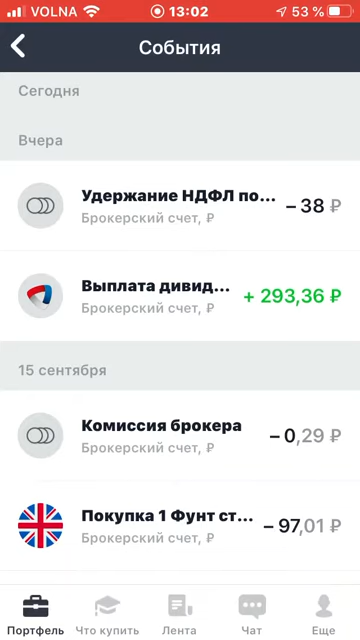 VOLNA 13:02 53 %
События
Сегодня
Вчера
Удержание НДФЛ по...
Брокерский счет, ₽
– 38 ₽
Выплата дивид...
Брокерский счет, ₽
+ 293,36 ₽
15 сентября
Комиссия брокера
Брокерский счет, ₽
– 0,29 ₽
Покупка 1 Фунт ст...
Брокерский счет, ₽
– 97,01 ₽
Портфель Что купить Лента Чат Еще